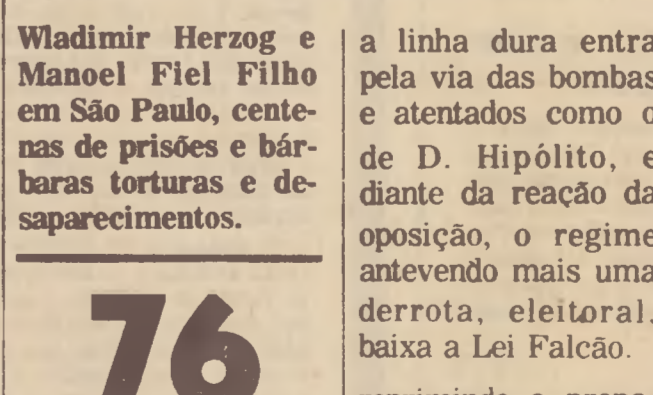 Wladimir Herzog e
Manoel Fiel Filho
em São Paulo, cente-
nas de prisões e bár-
baras torturas e de-
saparecimentos.
76
a linha dura entra
pela via das bombas
e atentados como o
de D. Hipólito, e
diante da reação da
oposição, o regime
antevendo mais uma
derrota, eleitoral,
baixa a Lei Falcão.